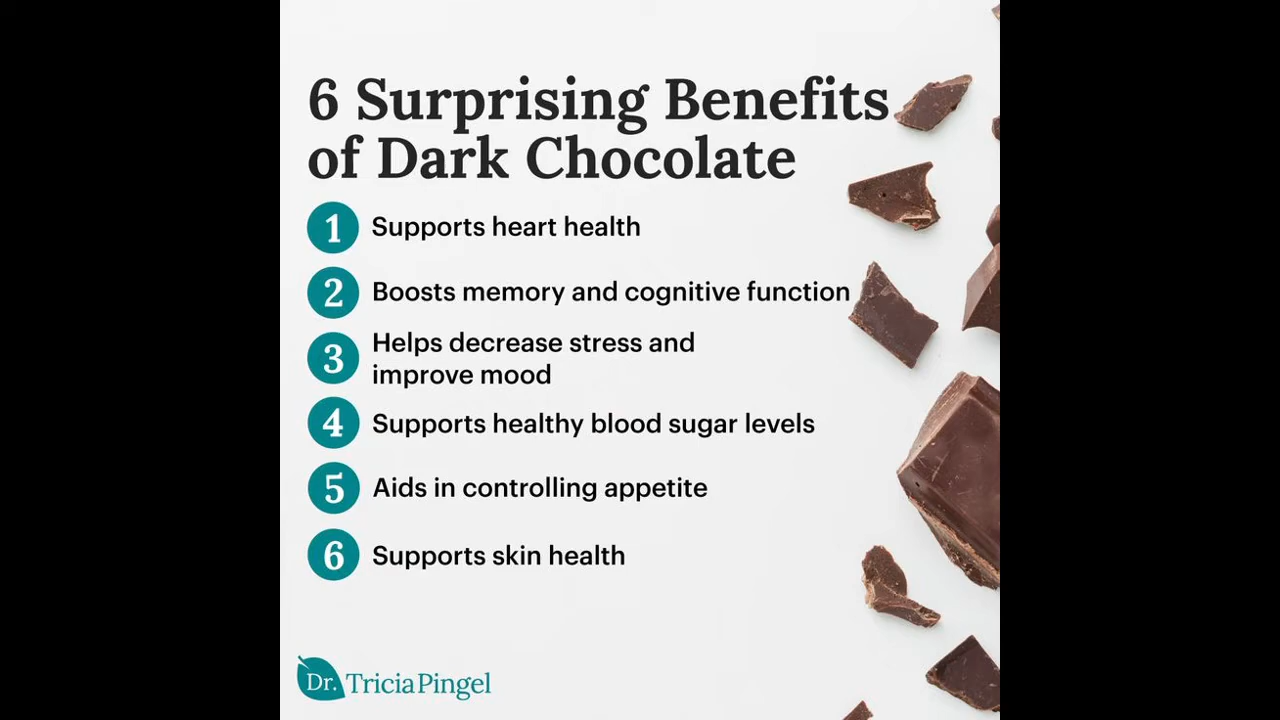 6 Surprising Benefits
of Dark Chocolate
1 Supports heart health
2 Boosts memory and cognitive function
3 Helps decrease stress and
improve mood
4 Supports healthy blood sugar levels
5 Aids in controlling appetite
6 Supports skin health
Dr. Tricia Pingel